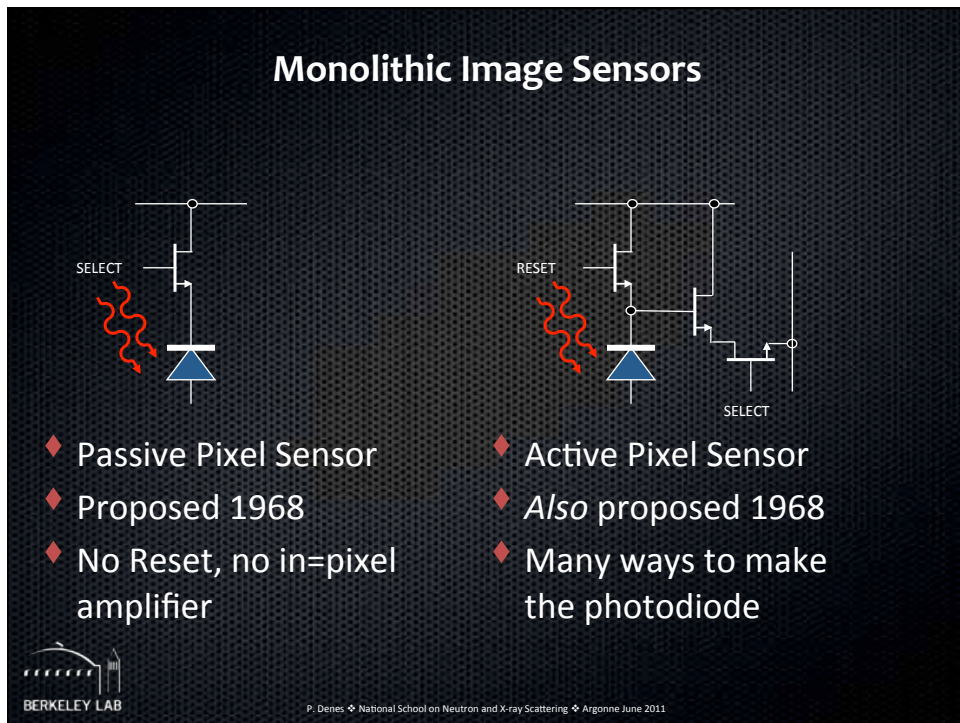 Monolithic Image Sensors
SELECT
RESET
SELECT
Passive Pixel Sensor
Proposed 1968
No Reset, no in=pixel
amplifier
Active Pixel Sensor
Also proposed 1968
Many ways to make
the photodiode
BERKELEY LAB
P. Denes ❖ National School on Neutron and X-ray Scattering ❖ Argonne June 2011